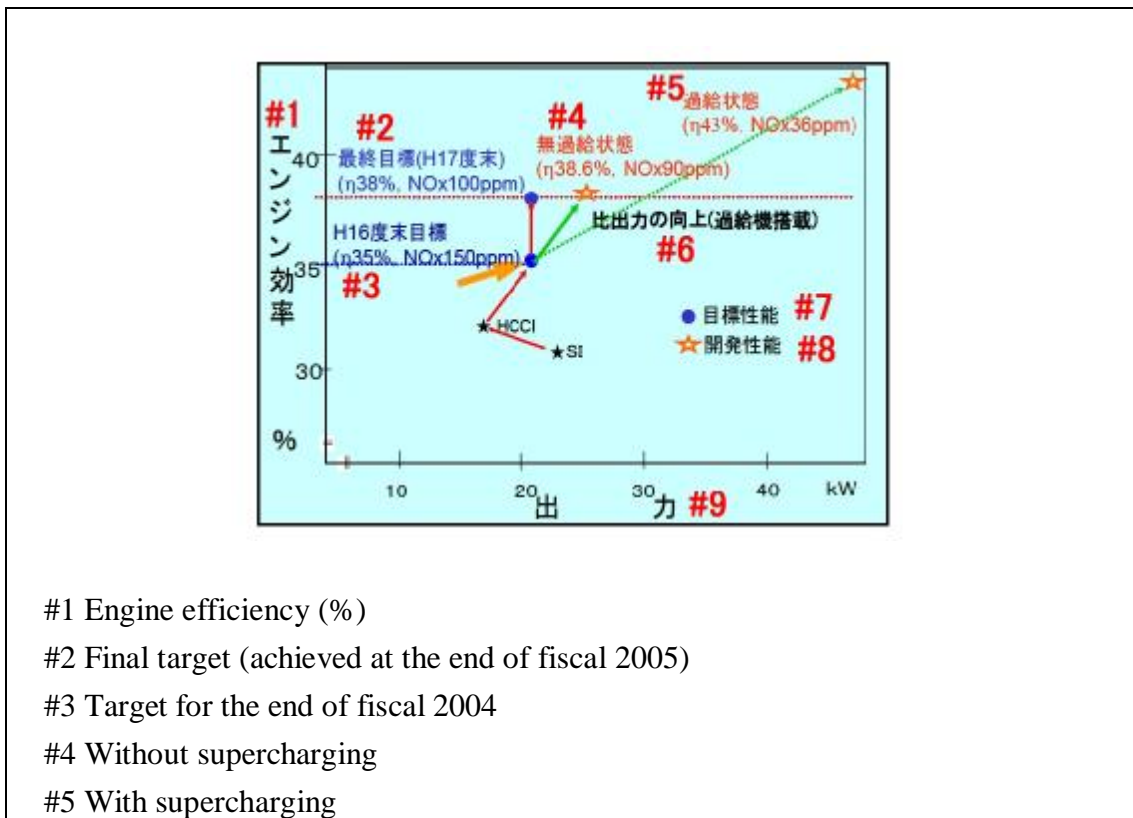 #1
エンジン効率
%
#2
最終目標(H17度末)
(η38%, NOx100ppm)
#4
無過給状態
(η38.6%, NOx90ppm)
#5
過給状態
(η43%, NOx36ppm)
40
H16度末目標
(η35%, NOx150ppm)
比出力の向上(過給機搭載)
#6
35
#3
● 目標性能 #7
☆ 開発性能 #8
★ HCCI
★ SI
30
10 20 30 40 kW
出 力 #9
#1 Engine efficiency (%)
#2 Final target (achieved at the end of fiscal 2005)
#3 Target for the end of fiscal 2004
#4 Without supercharging
#5 With supercharging